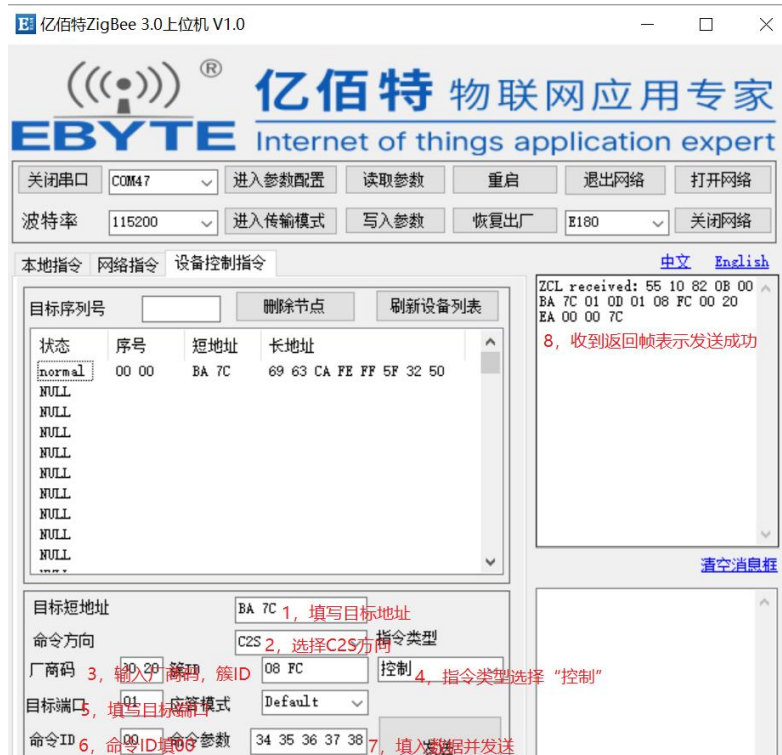 亿佰特ZigBee 3.0上位机 V1.0
®
EBYTE
亿佰特 物联网应用专家
Internet of things application expert
关闭串口 COM47 进入参数配置 读取参数 重启 退出网络 打开网络
波特率 115200 进入传输模式 写入参数 恢复出厂 E180 关闭网络
本地指令 网络指令 设备控制指令
中文 English
目标序列号 删除节点 刷新设备列表
状态 序号 短地址 长地址
normal 00 00 BA 7C 69 63 CA FE FF 5F 32 50
NULL
NULL
NULL
NULL
NULL
NULL
NULL
NULL
NULL
ZCL received: 55 10 82 0B 00
BA 7C 01 0D 01 08 FC 00 20
EA 00 00 7C
8，收到返回帧表示发送成功
清空消息框
目标短地址 BA 7C 1，填写目标地址
命令方向 C2S 2，选择C2S方向 指令类型
厂商码 30 20 簇ID 08 FC 控制
3，输入厂商码，簇ID
4，指令类型选择“控制”
目标端口 01 应答模式 Default
5，填写目标端口
命令ID 00 命令参数 34 35 36 37 38 发送
6，命令ID填00
7，填入数据并发送